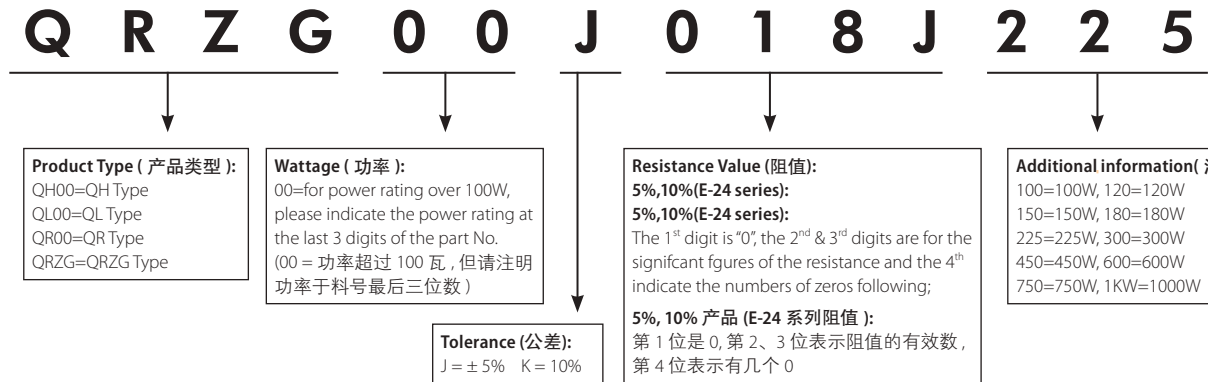 Q R Z G 0 0 J 0 1 8 J 2 2 5
Product Type ( 产品类型 ):
QH00=QH Type
QL00=QL Type
QR00=QR Type
QRZG=QRZG Type
Wattage ( 功率 ):
00=for power rating over 100W,
please indicate the power rating at
the last 3 digits of the part No.
(00 = 功率超过 100 瓦 , 但请注明
功率于料号最后三位数 )
Tolerance (公差):
J = ± 5% K = 10%
Resistance Value (阻值):
5%,10%(E-24 series):
5%,10%(E-24 series):
The 1st digit is "0", the 2nd & 3rd digits are for the
signifcant fgures of the resistance and the 4th
indicate the numbers of zeros following;
5%, 10% 产品 (E-24 系列阻值 ):
第 1 位是 0, 第 2、3 位表示阻值的有效数 ,
第 4 位表示有几个 0
Additional information(
100=100W, 120=120W
150=150W, 180=180W
225=225W, 300=300W
450=450W, 600=600W
750=750W, 1KW=1000W